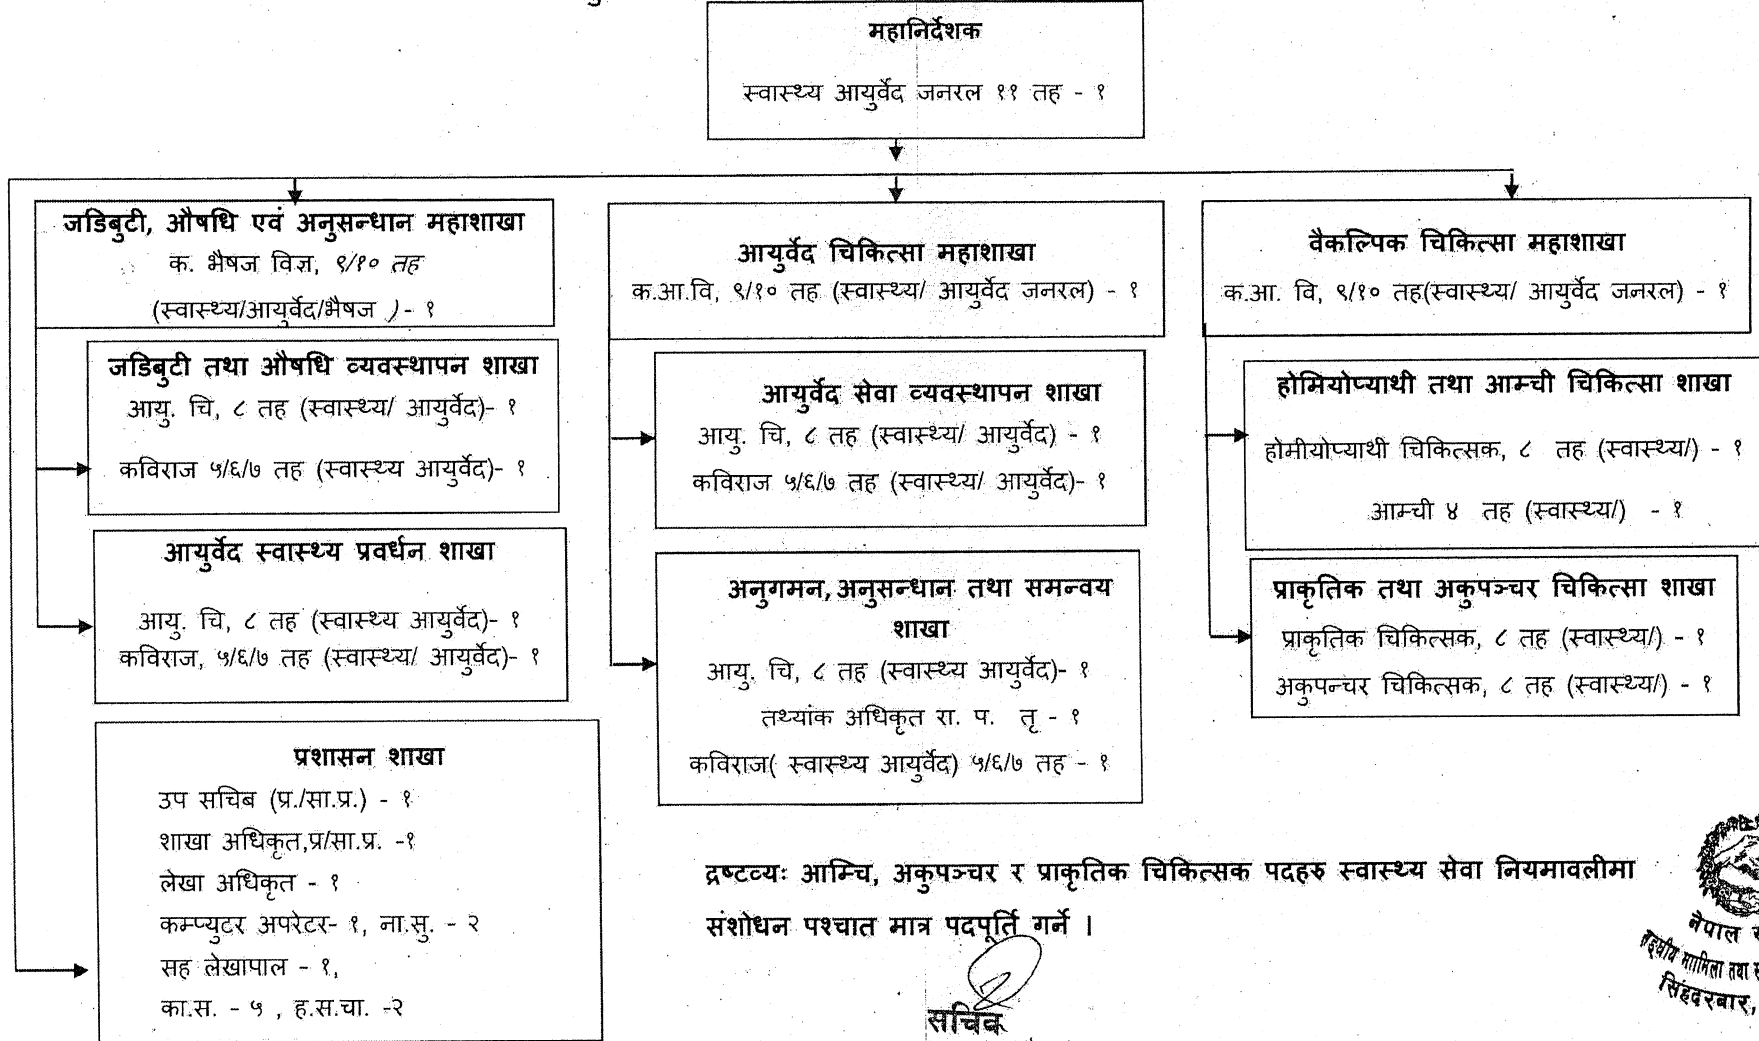 महानिर्देशक
स्वास्थ्य आयुर्वेद जनरल ११ तह - १
जडिबुटी, औषधि एवं अनुसन्धान महाशाखा
क. भैषज विज्ञ, ९/१० तह
(स्वास्थ्य/आयुर्वेद/भैषज )- १
जडिबुटी तथा औषधि व्यवस्थापन शाखा
आयु. चि, ८ तह (स्वास्थ्य/ आयुर्वेद)- १
कविराज ५/६/७ तह (स्वास्थ्य आयुर्वेद)- १
आयुर्वेद स्वास्थ्य प्रवर्धन शाखा
आयु. चि, ८ तह (स्वास्थ्य आयुर्वेद)- १
कविराज, ५/६/७ तह (स्वास्थ्य/ आयुर्वेद)- १
प्रशासन शाखा
उप सचिब (प्र./सा.प्र.) - १
शाखा अधिकृत,प्र/सा.प्र. -१
लेखा अधिकृत - १
कम्प्युटर अपरेटर- १, ना.सु. - २
सह लेखापाल - १,
का.स. - ५ , ह.स.चा. -२
आयुर्वेद चिकित्सा महाशाखा
क.आ.वि, ९/१० तह (स्वास्थ्य/ आयुर्वेद जनरल) - १
आयुर्वेद सेवा व्यवस्थापन शाखा
आयु. चि, ८ तह (स्वास्थ्य/ आयुर्वेद) - १
कविराज ५/६/७ तह (स्वास्थ्य/ आयुर्वेद)- १
अनुगमन,अनुसन्धान तथा समन्वय
शाखा
आयु. चि, ८ तह (स्वास्थ्य आयुर्वेद)- १
तथ्यांक अधिकृत रा. प. तृ - १
कविराज( स्वास्थ्य आयुर्वेद) ५/६/७ तह - १
वैकल्पिक चिकित्सा महाशाखा
क.आ. वि, ९/१० तह(स्वास्थ्य/ आयुर्वेद जनरल) - १
होमियोप्याथी तथा आम्ची चिकित्सा शाखा
होमीयोप्याथी चिकित्सक, ८ तह (स्वास्थ्य/) - १
आम्ची ४ तह (स्वास्थ्य/) - १
प्राकृतिक तथा अकुपञ्चर चिकित्सा शाखा
प्राकृतिक चिकित्सक, ८ तह (स्वास्थ्य/) - १
अकुपन्चर चिकित्सक, ८ तह (स्वास्थ्य/) - १
द्रष्टव्यः आम्चि, अकुपञ्चर र प्राकृतिक चिकित्सक पदहरु स्वास्थ्य सेवा नियमावलीमा
संशोधन पश्चात मात्र पदपूर्ति गर्ने ।
सचिव
नेपाल
मामिला तथा
सिंहदरबार,